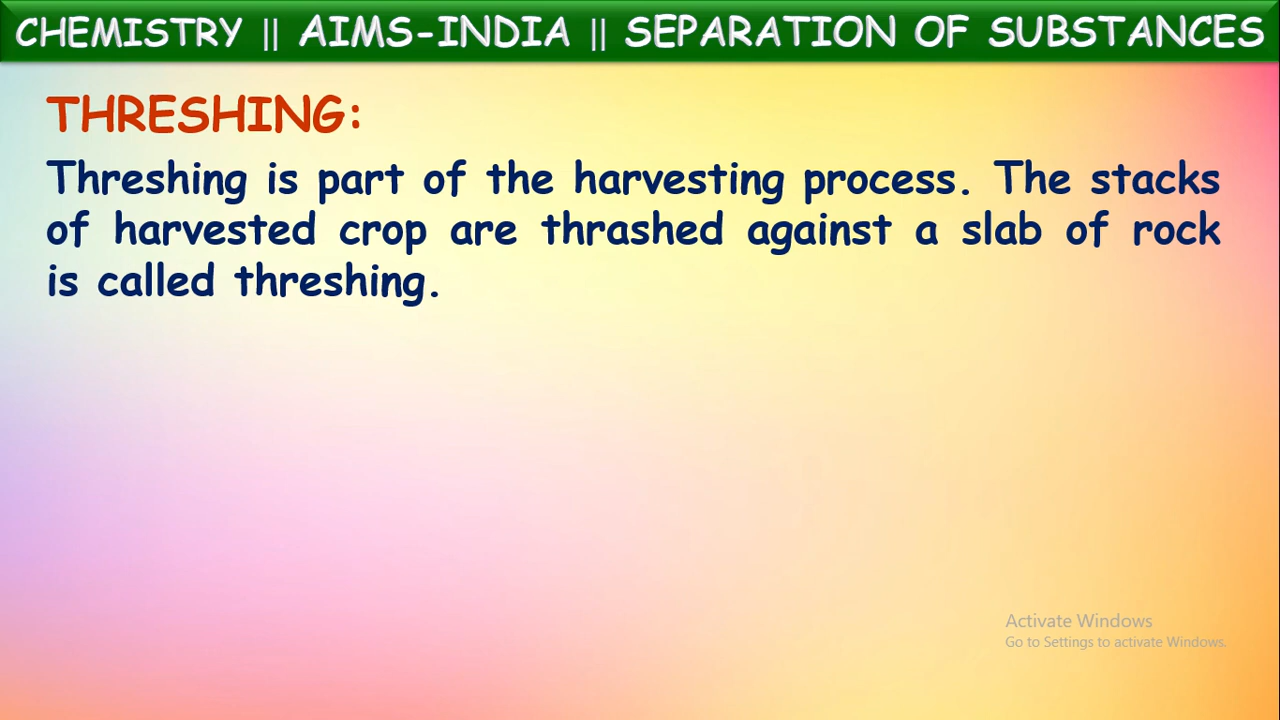 CHEMISTRY || AIMS-INDIA || SEPARATION OF SUBSTANCES
THRESHING:
Threshing is part of the harvesting process. The stacks
of harvested crop are thrashed against a slab of rock
is called threshing.
Activate Windows
Go to Settings to activate Windows.